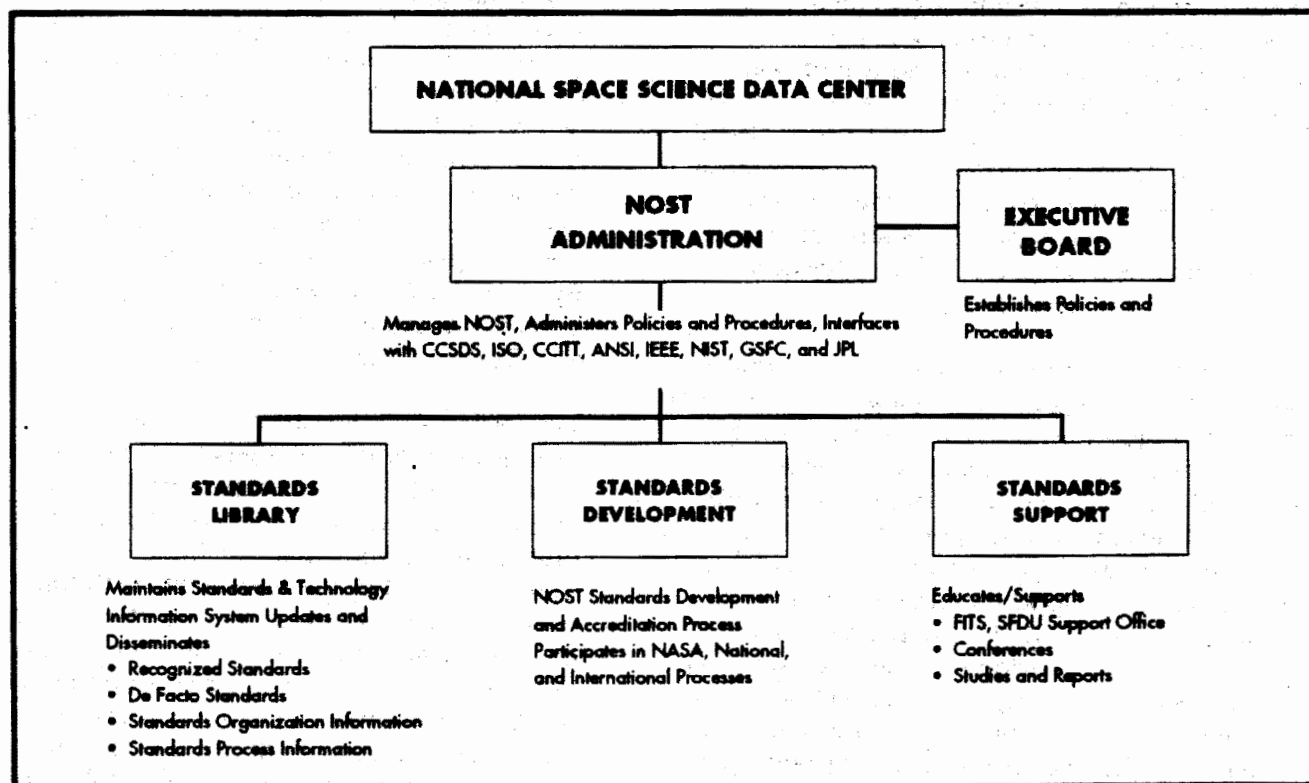 NATIONAL SPACE SCIENCE DATA CENTER
NOST
ADMINISTRATION
EXECUTIVE
BOARD
Manages NOST, Administers Policies and Procedures, Interfaces
with CCSDS, ISO, CCITT, ANSI, IEEE, NIST, GSFC, and JPL
Establishes Policies and
Procedures
STANDARDS
LIBRARY
Maintains Standards & Technology
Information System Updates and
Disseminates
• Recognized Standards
• De Facto Standards
• Standards Organization Information
• Standards Process Information
STANDARDS
DEVELOPMENT
NOST Standards Development
and Accreditation Process
Participates in NASA, National,
and International Processes
STANDARDS
SUPPORT
Educates/Supports
• FITS, SFDU Support Office
• Conferences
• Studies and Reports